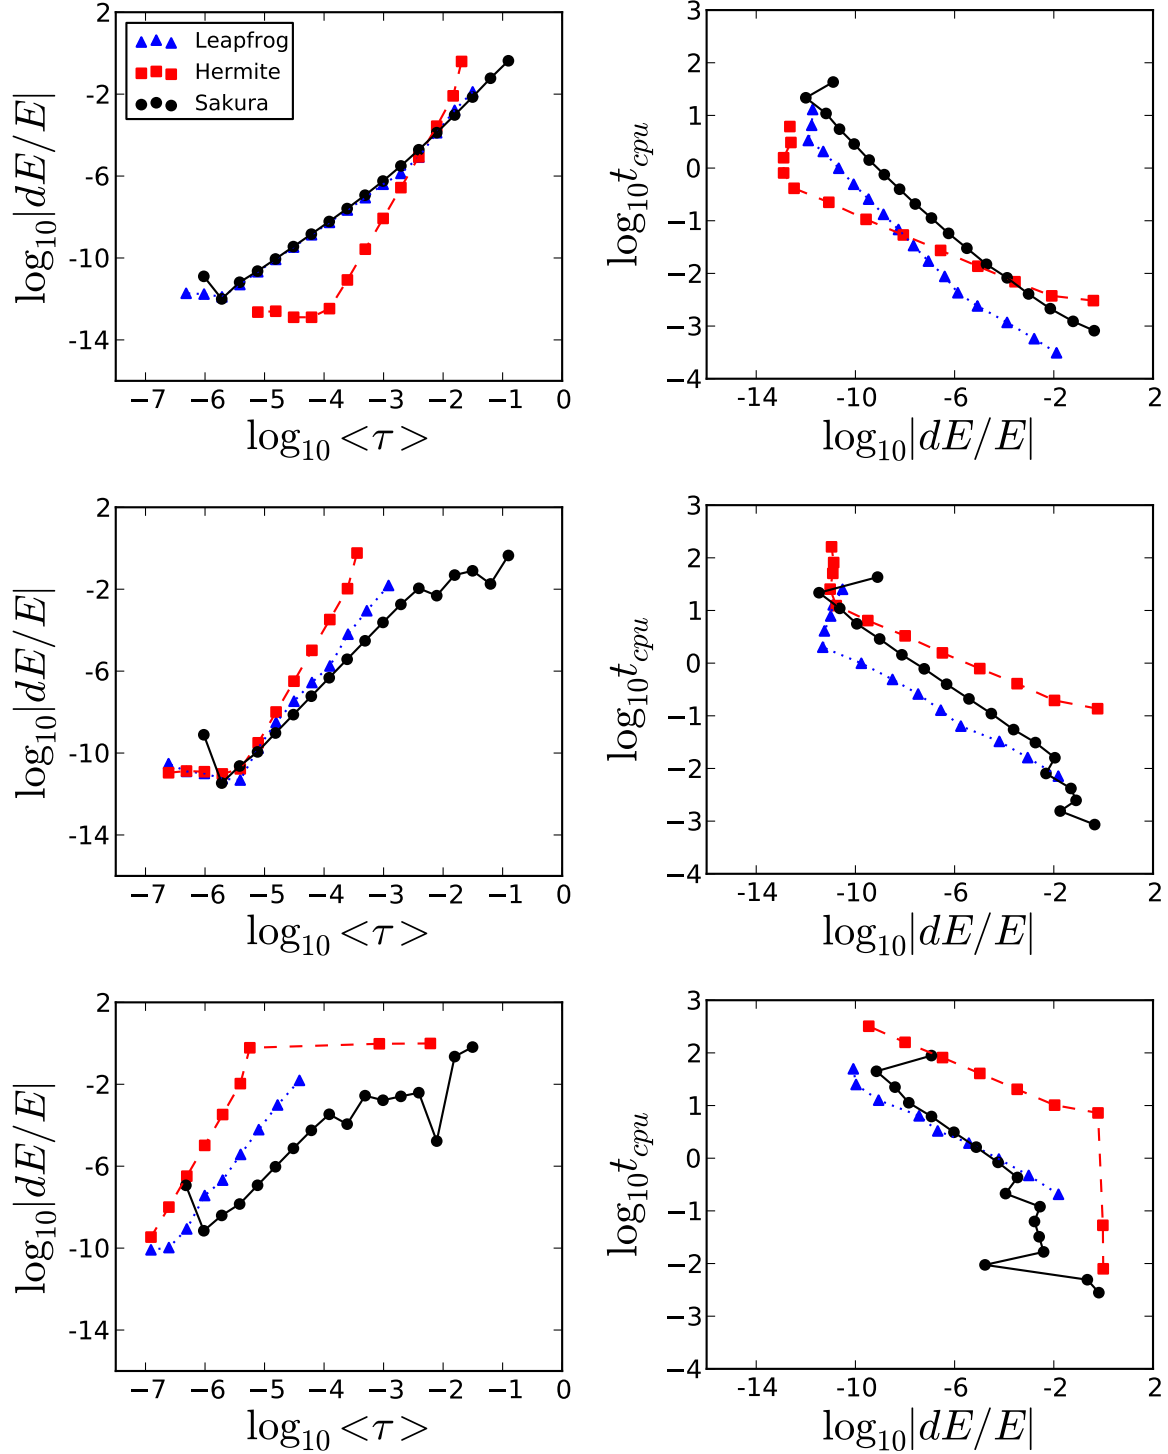 2
-2
-6
-10
-14
−7 −6 −5 −4 −3 −2 −1 0
log₁₀|dE/E|
log₁₀ <τ>
Leapfrog
Hermite
Sakura
3
2
1
0
−1
−2
−3
−4
-14 -10 -6 -2 2
log₁₀t_cpu
log₁₀|dE/E|
2
-2
-6
-10
-14
−7 −6 −5 −4 −3 −2 −1 0
log₁₀|dE/E|
log₁₀ <τ>
3
2
1
0
−1
−2
−3
−4
-14 -10 -6 -2 2
log₁₀t_cpu
log₁₀|dE/E|
2
-2
-6
-10
-14
−7 −6 −5 −4 −3 −2 −1 0
log₁₀|dE/E|
log₁₀ <τ>
3
2
1
0
−1
−2
−3
−4
-14 -10 -6 -2 2
log₁₀t_cpu
log₁₀|dE/E|